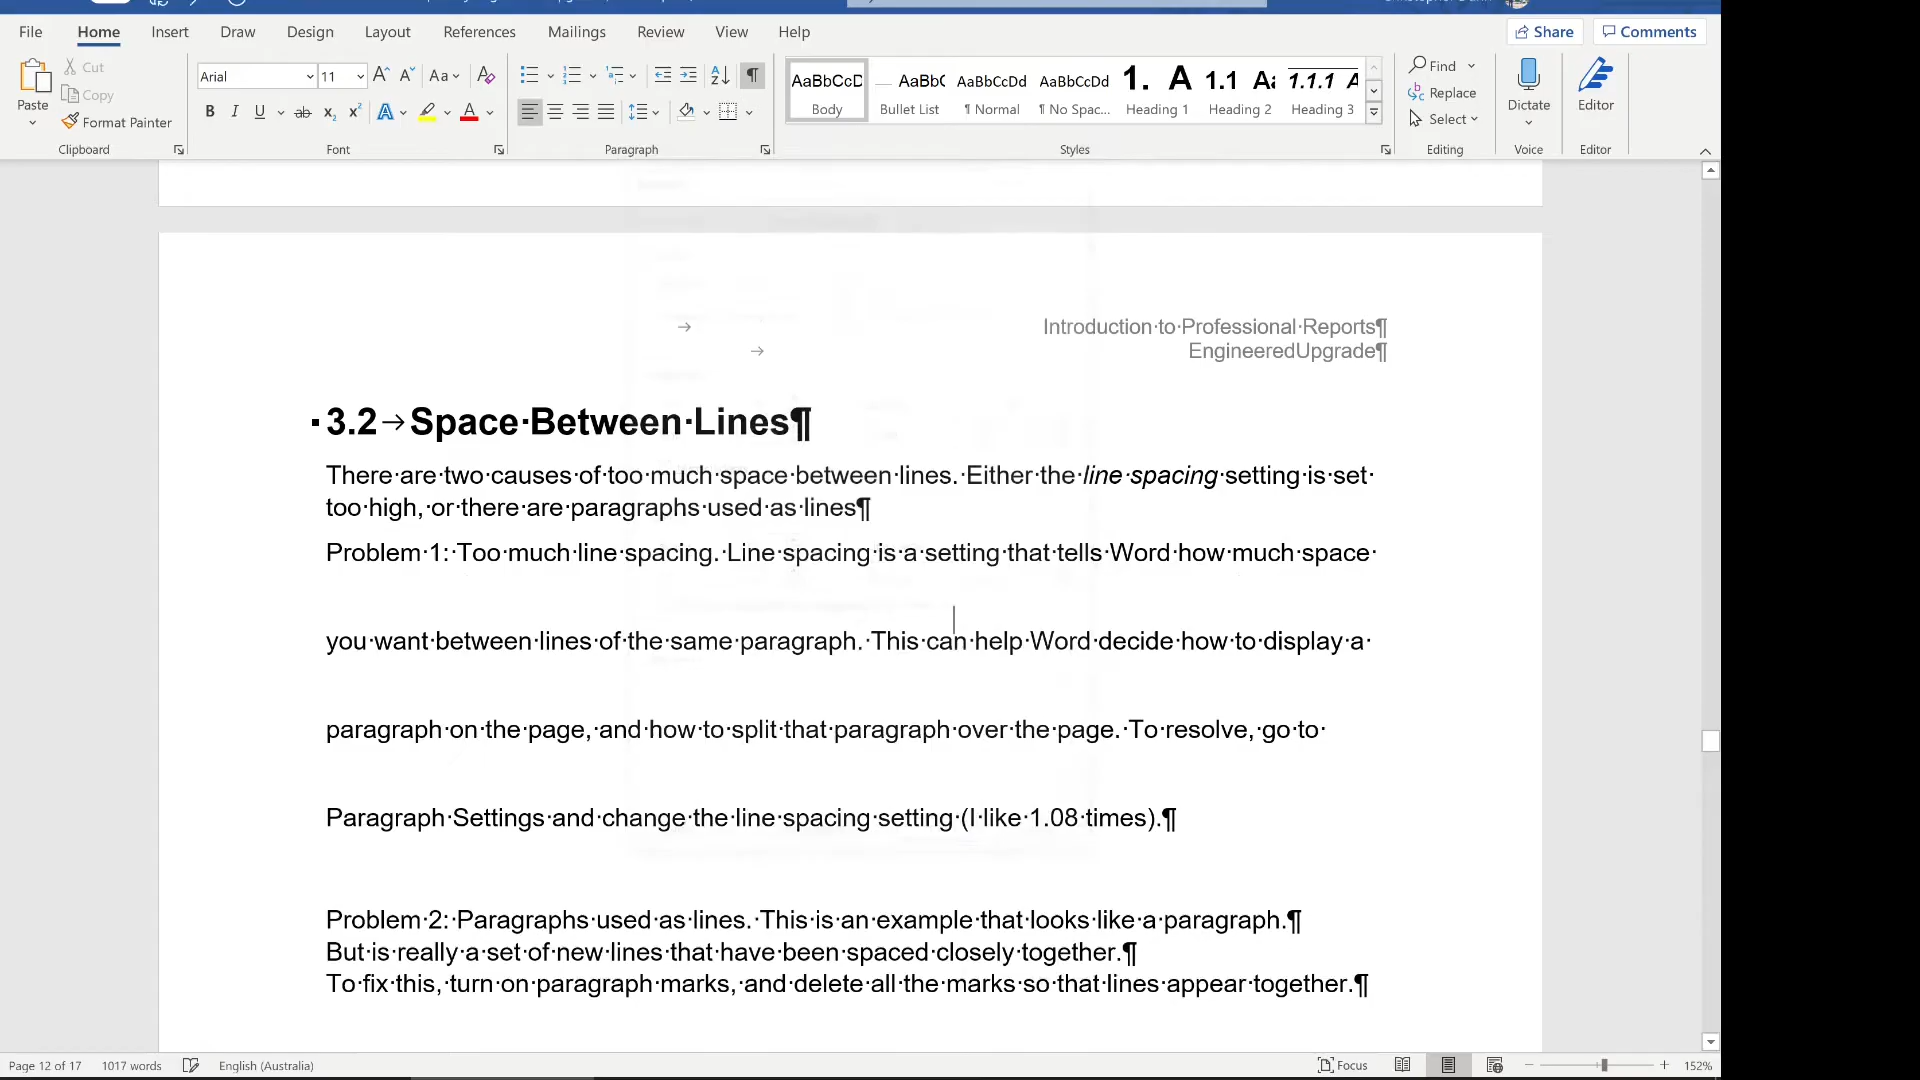 File Home Insert Draw Design Layout References Mailings Review View Help Share Comments
Paste Cut Copy Format Painter
Arial 11
AaBbCcD AaBbC AaBbCcDd AaBbCcDd 1. A 1.1 Aa 1.1.1 A
Body Bullet List ¶ Normal ¶ No Spac... Heading 1 Heading 2 Heading 3
Find Replace Select
Dictate Editor
Clipboard Font Paragraph Styles Editing Voice Editor
→ Introduction·to·Professional·Reports¶
→ EngineeredUpgrade¶
▪3.2→Space·Between·Lines¶
There·are·two·causes·of·too·much·space·between·lines.·Either·the·line·spacing·setting·is·set·
too·high,·or·there·are·paragraphs·used·as·lines¶
Problem·1:·Too·much·line·spacing.·Line·spacing·is·a·setting·that·tells·Word·how·much·space·
you·want·between·lines·of·the·same·paragraph.·This·can·help·Word·decide·how·to·display·a·
paragraph·on·the·page,·and·how·to·split·that·paragraph·over·the·page.·To·resolve,·go·to·
Paragraph·Settings·and·change·the·line·spacing·setting·(I·like·1.08·times).¶
Problem·2:·Paragraphs·used·as·lines.·This·is·an·example·that·looks·like·a·paragraph.¶
But·is·really·a·set·of·new·lines·that·have·been·spaced·closely·together.¶
To·fix·this,·turn·on·paragraph·marks,·and·delete·all·the·marks·so·that·lines·appear·together.¶
Page 12 of 17 1017 words English (Australia) Focus 152%